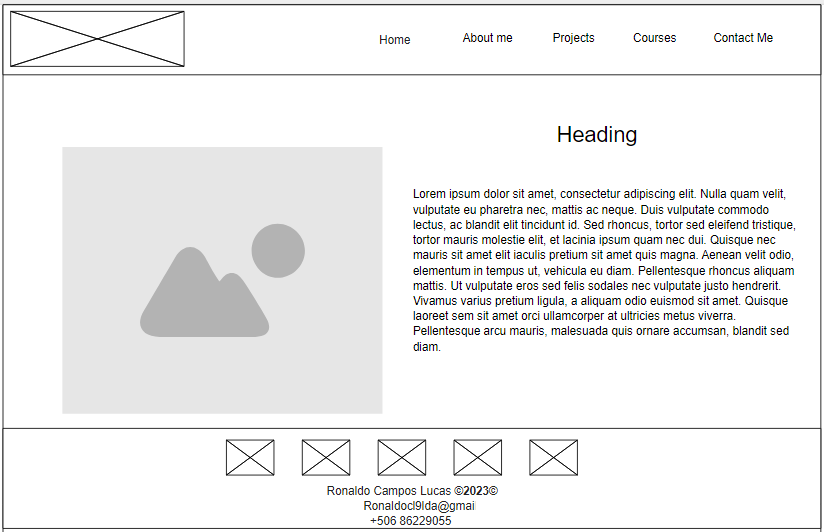 Home About me Projects Courses Contact Me
Heading
Lorem ipsum dolor sit amet, consectetur adipiscing elit. Nulla quam velit,
vulputate eu pharetra nec, mattis ac neque. Duis vulputate commodo
lectus, ac blandit elit tincidunt id. Sed rhoncus, tortor sed eleifend tristique,
tortor mauris molestie elit, et lacinia ipsum quam nec dui. Quisque nec
mauris sit amet elit iaculis pretium sit amet quis magna. Aenean velit odio,
elementum in tempus ut, vehicula eu diam. Pellentesque rhoncus aliquam
mattis. Ut vulputate eros sed felis sodales nec vulputate justo hendrerit.
Vivamus varius pretium ligula, a aliquam odio euismod sit amet. Quisque
laoreet sem sit amet orci ullamcorper at ultricies metus viverra.
Pellentesque arcu mauris, malesuada quis ornare accumsan, blandit sed
diam.
Ronaldo Campos Lucas ©2023©
Ronaldocl9lda@gmai
+506 86229055